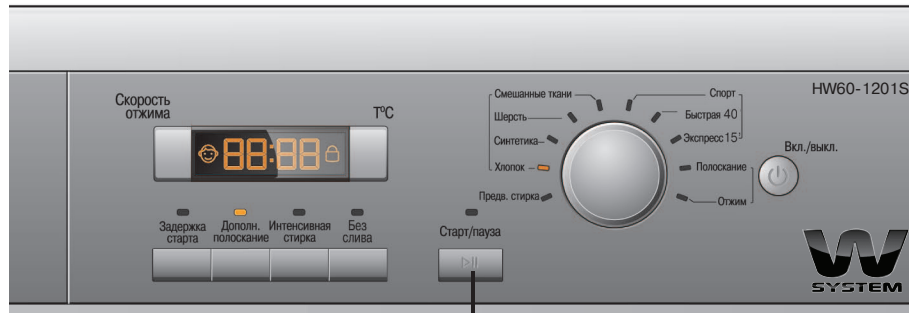 Скорость
отжима
T°C
88:88
Задержка
старта
Дополн.
полоскание
Интенсивная
стирка
Без
слива
Старт/пауза
Смешанные ткани
Шерсть
Синтетика
Хлопок
Предв. стирка
Спорт
Быстрая 40
Экспресс 15'
Полоскание
Отжим
HW60-1201S
Вкл./выкл.
W
SYSTEM